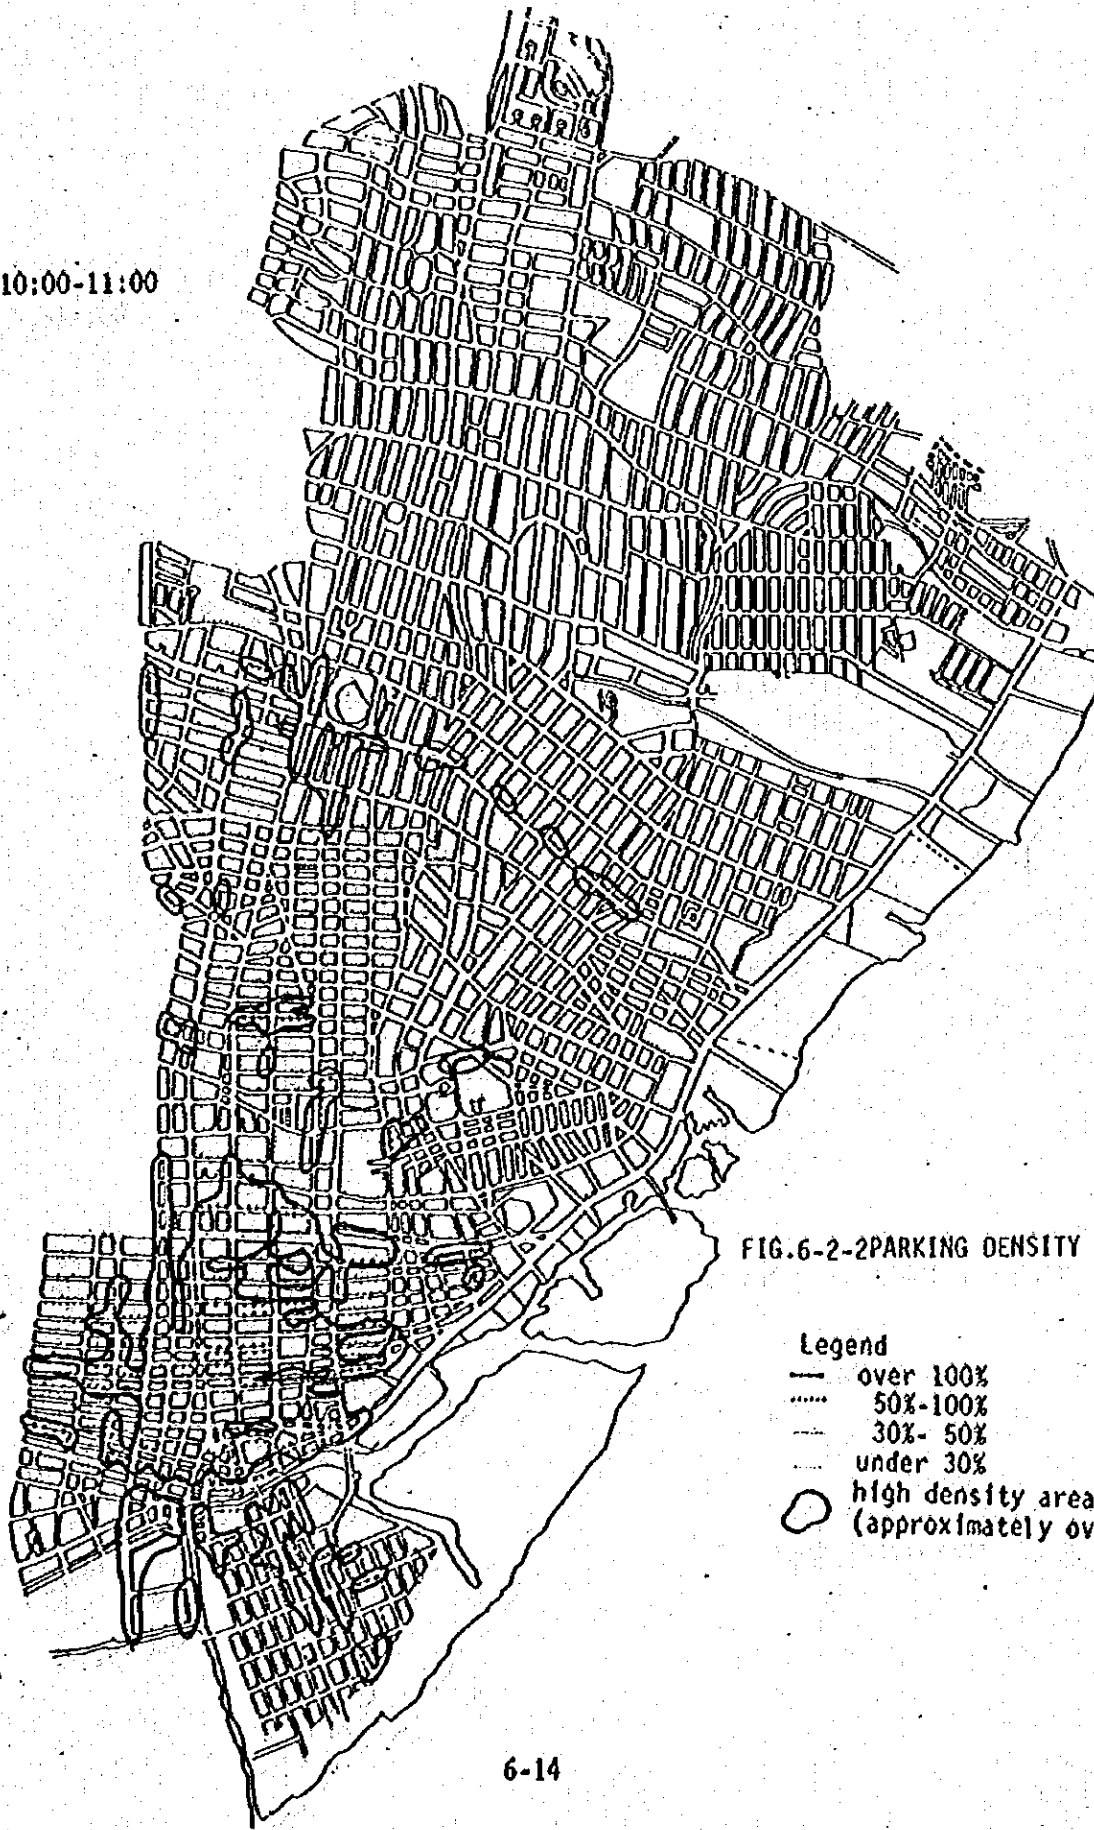 10:00-11:00
FIG.6-2-2PARKING DENSITY
Legend
over 100%
50%-100%
30%- 50%
under 30%
high density area
(approximately ov
6-14